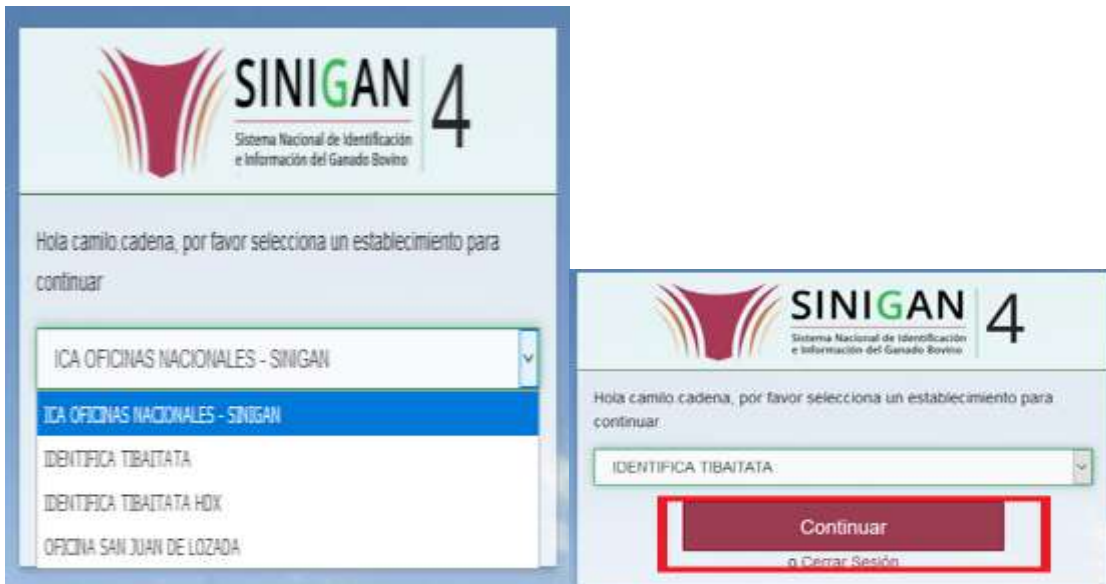 SINIGAN 4
Sistema Nacional de Identificación
e Información del Ganado Bovino
Hola camilo.cadena, por favor selecciona un establecimiento para
continuar
ICA OFICINAS NACIONALES - SINIGAN
ICA OFICINAS NACIONALES - SINIGAN
IDENTIFICA TIBAITATA
IDENTIFICA TIBAITATA HDX
OFICINA SAN JUAN DE LOZADA
SINIGAN 4
Sistema Nacional de Identificación
e Información del Ganado Bovino
Hola camilo.cadena, por favor selecciona un establecimiento para
continuar
IDENTIFICA TIBAITATA
Continuar
o Cerrar Sesión